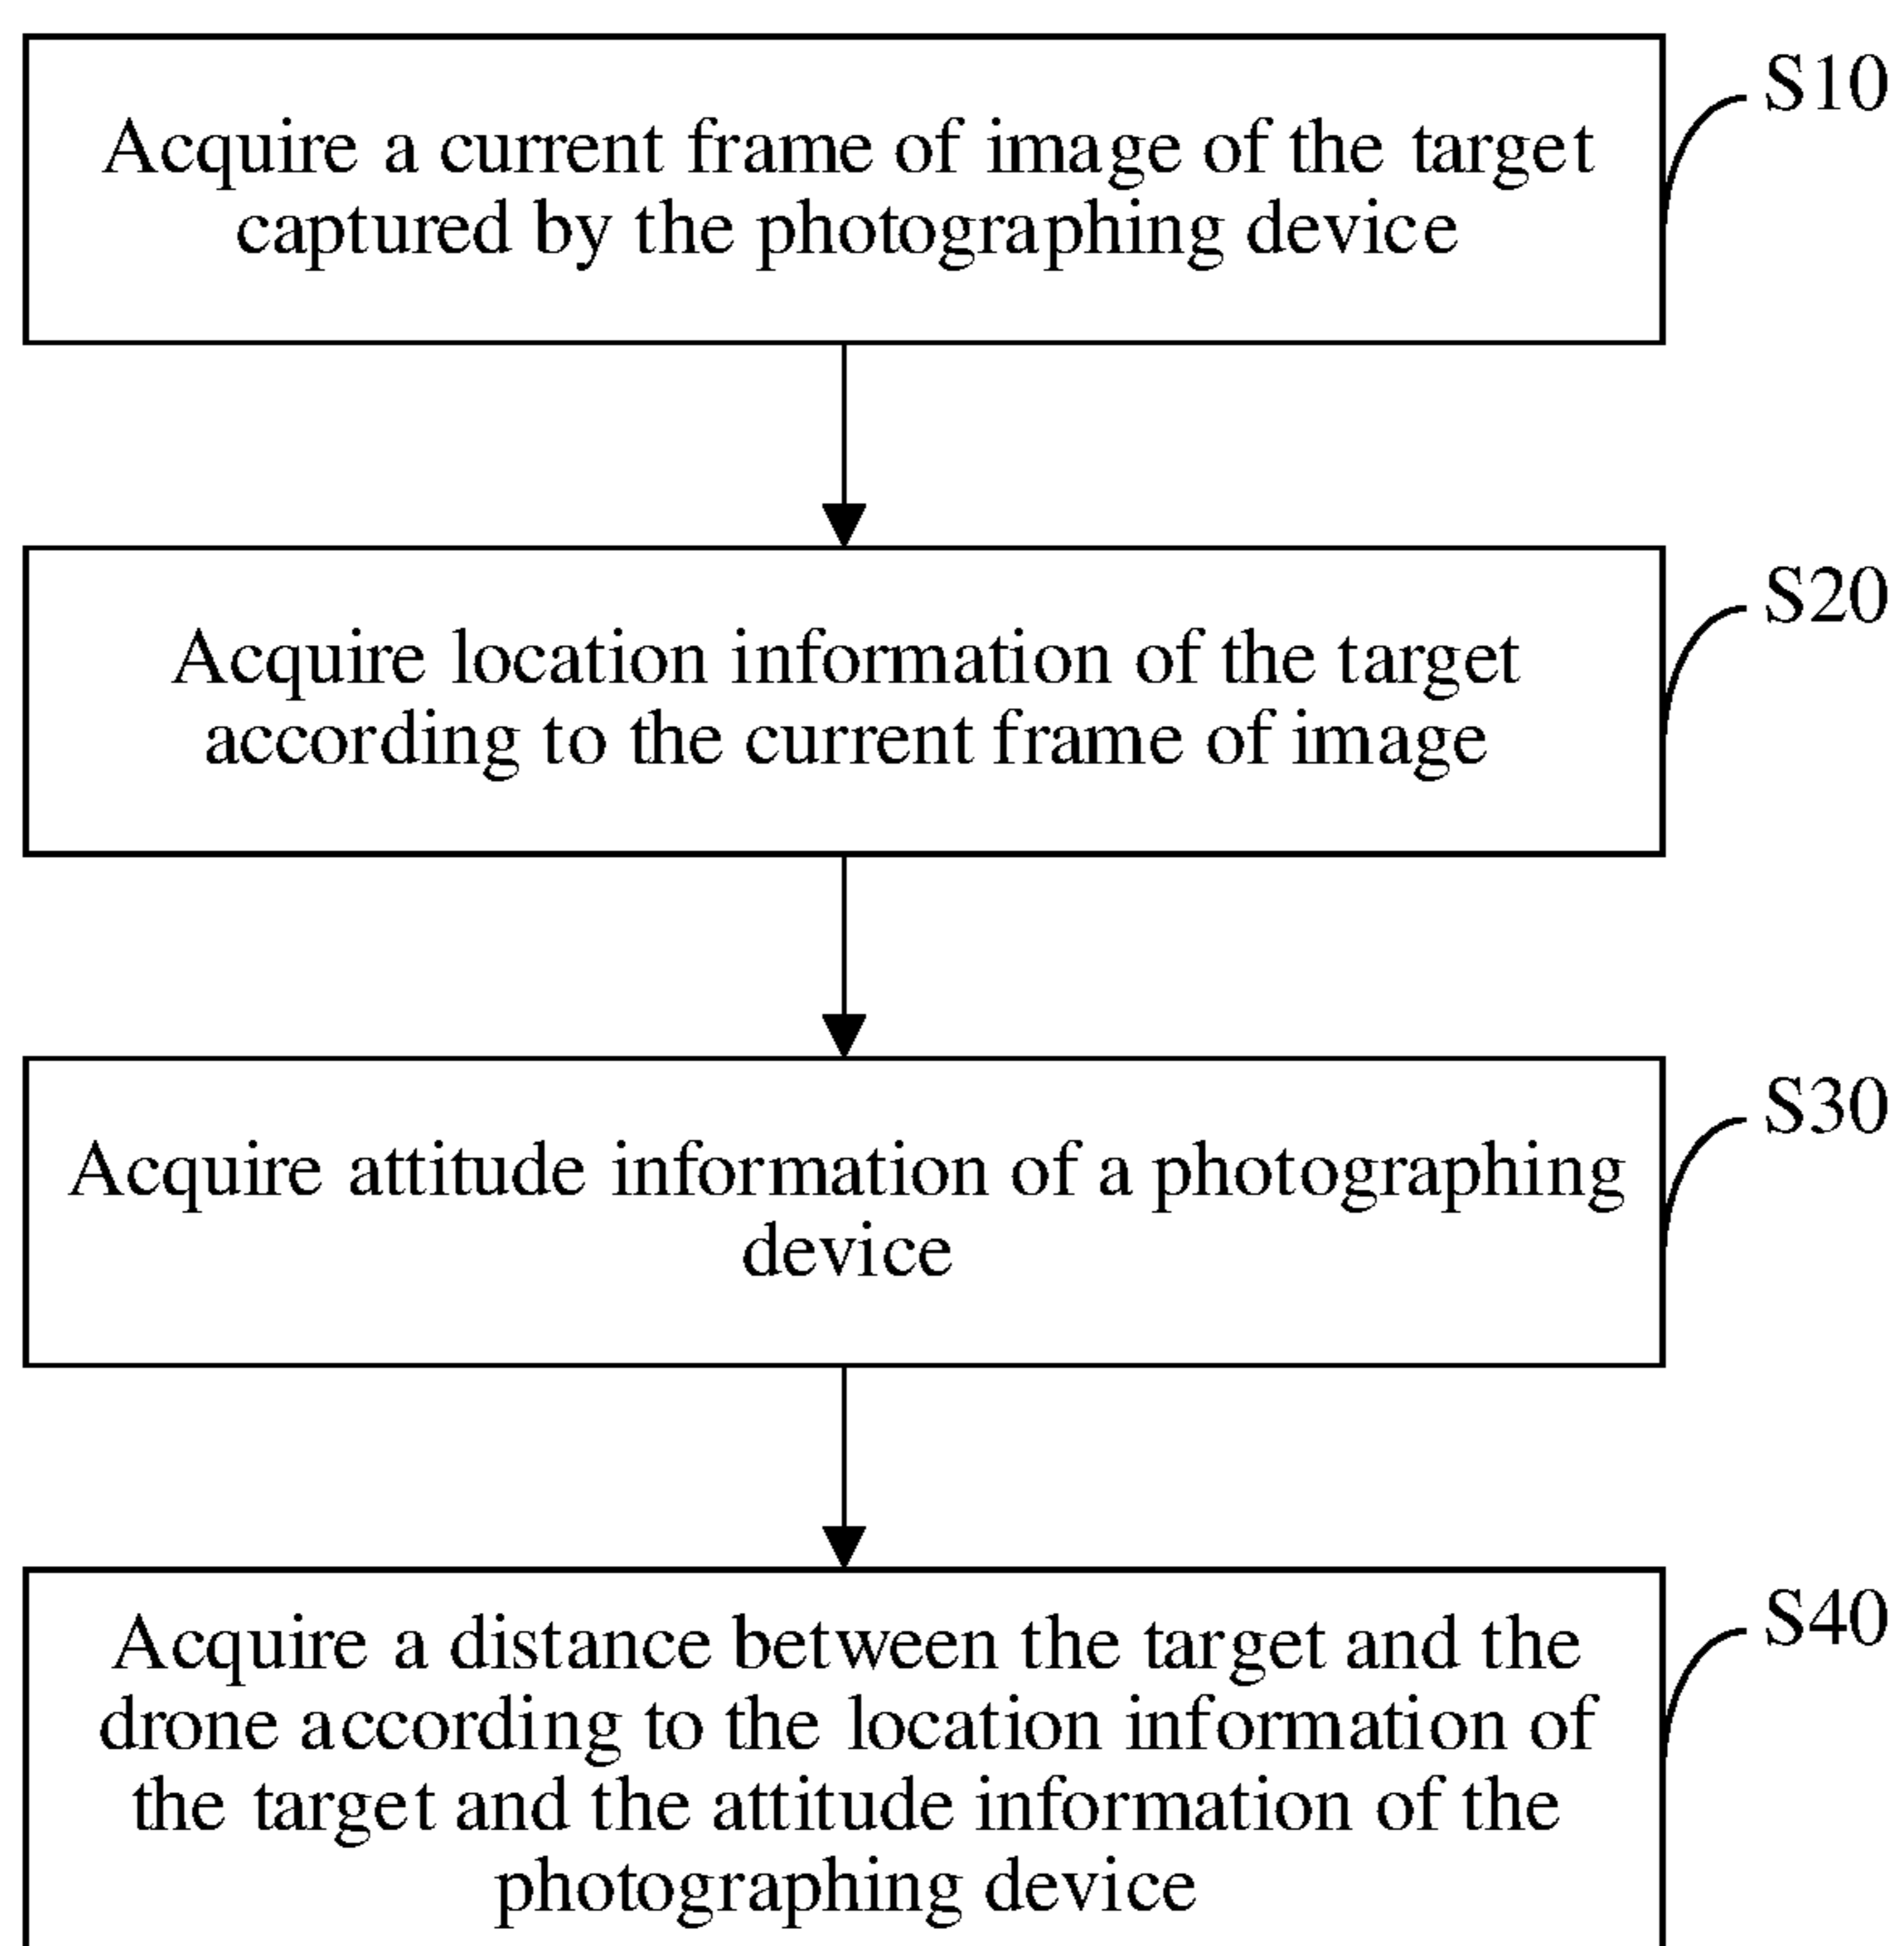 S10
Acquire a current frame of image of the target
captured by the photographing device
S20
Acquire location information of the target
according to the current frame of image
S30
Acquire attitude information of a photographing
device
S40
Acquire a distance between the target and the
drone according to the location information of
the target and the attitude information of the
photographing device